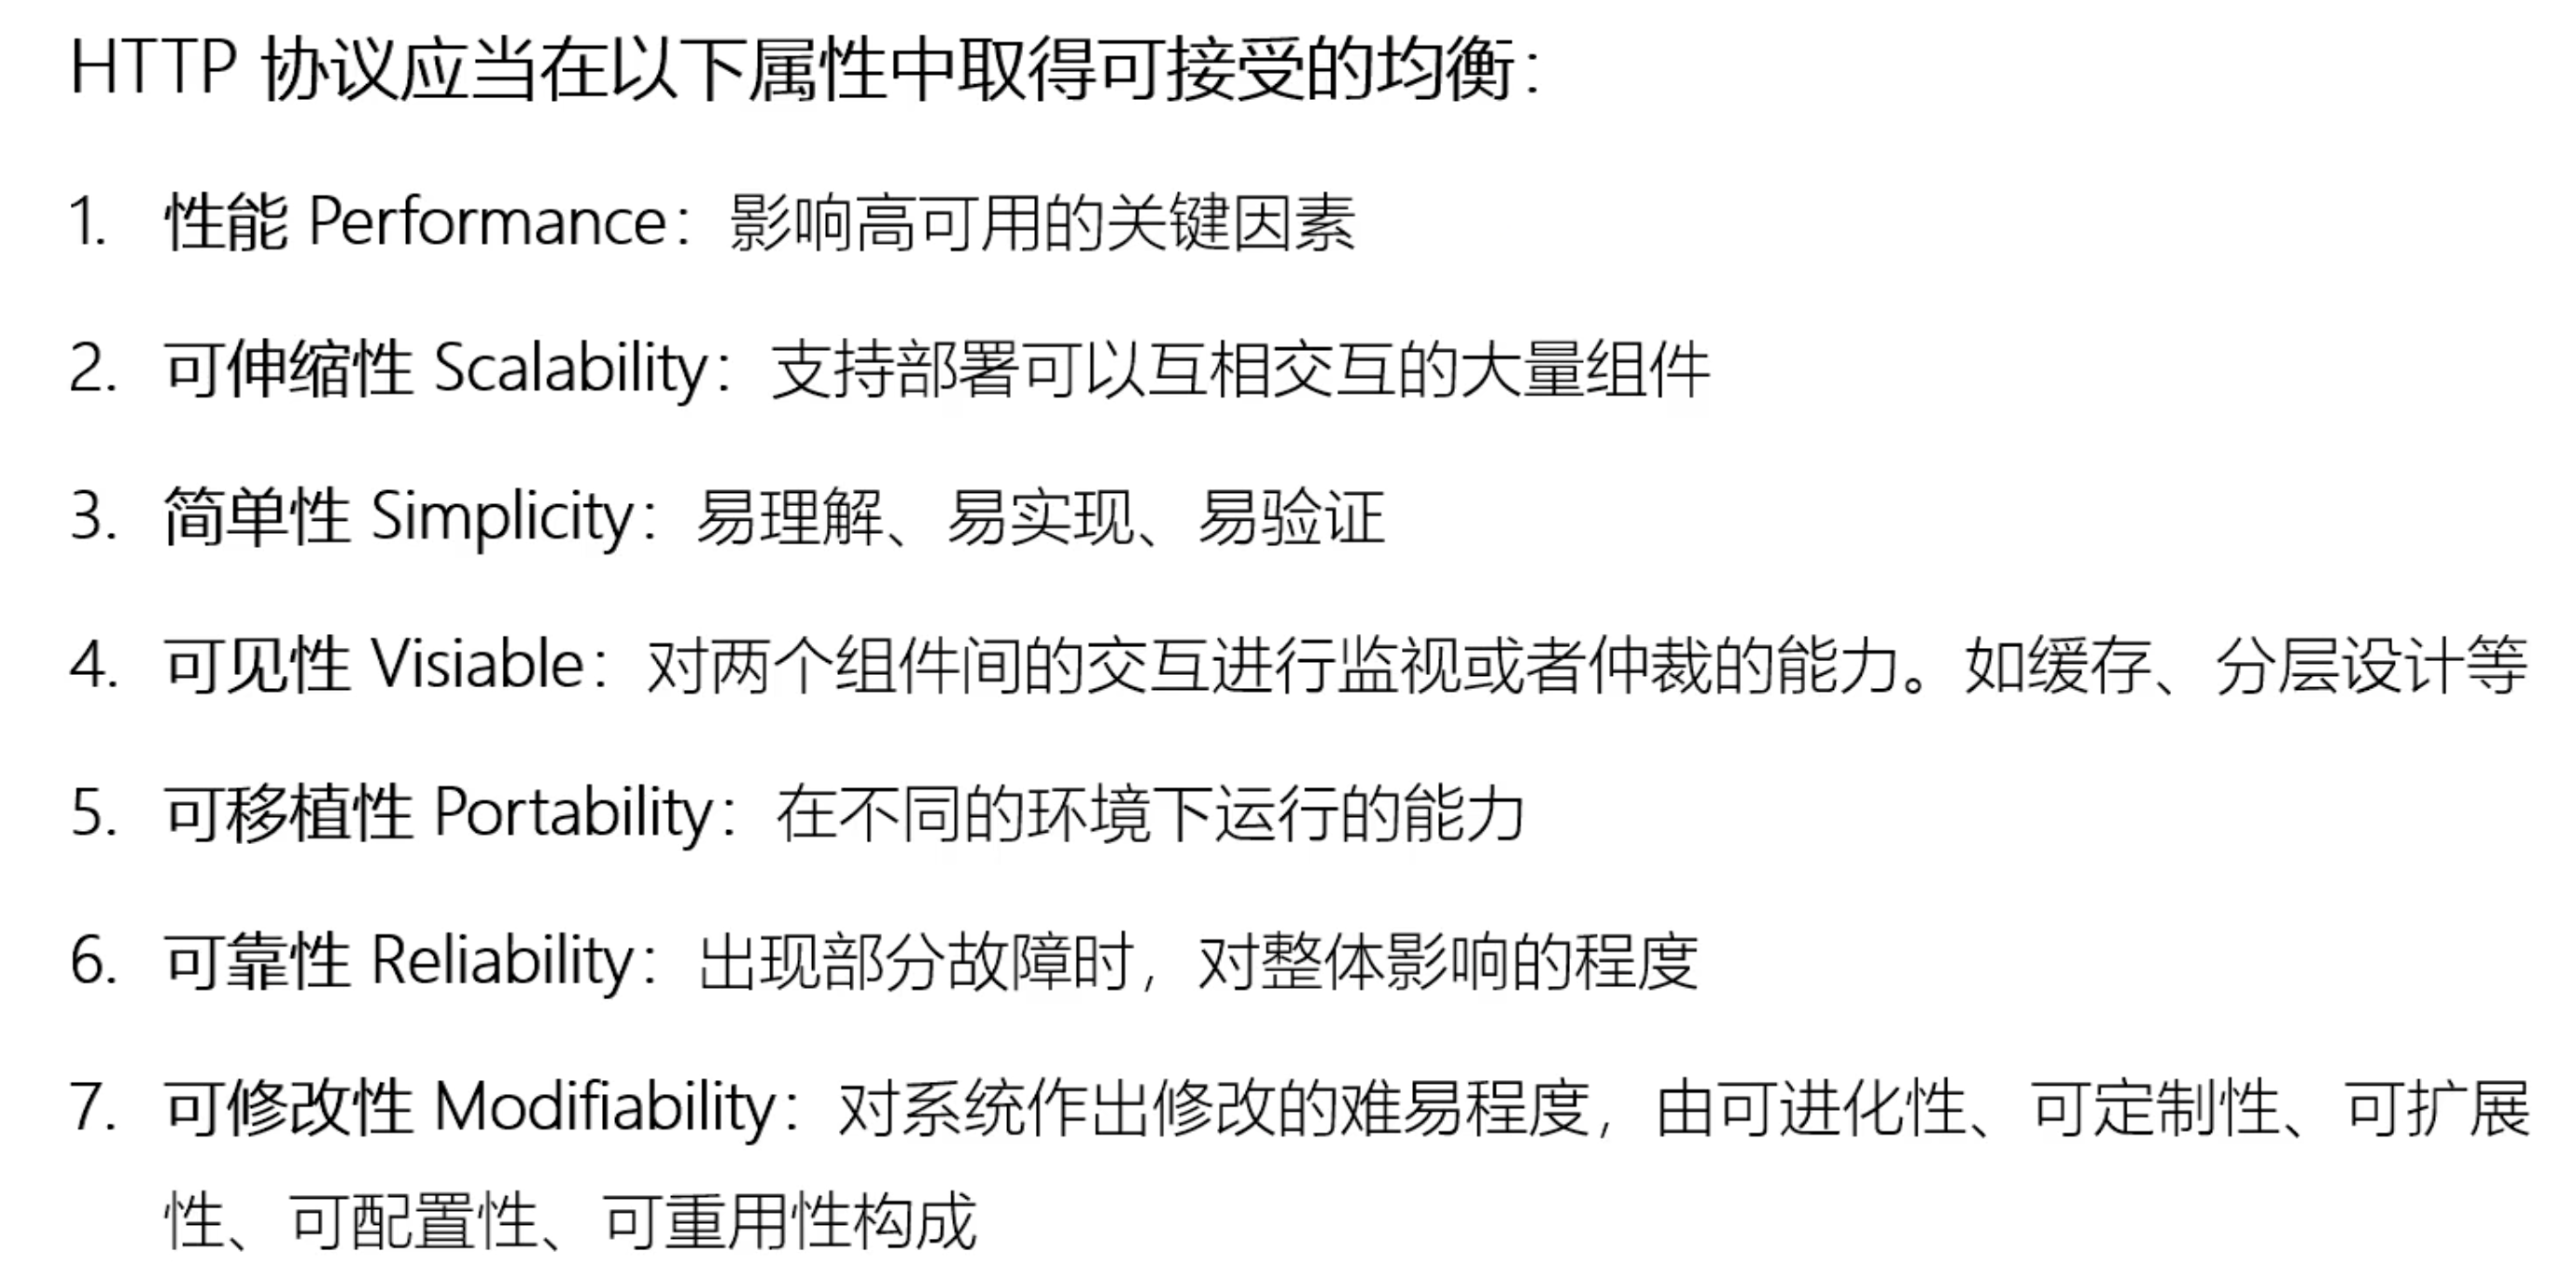 HTTP 协议应当在以下属性中取得可接受的均衡：
1. 性能 Performance：影响高可用的关键因素
2. 可伸缩性 Scalability：支持部署可以互相交互的大量组件
3. 简单性 Simplicity：易理解、易实现、易验证
4. 可见性 Visiable：对两个组件间的交互进行监视或者仲裁的能力。如缓存、分层设计等
5. 可移植性 Portability：在不同的环境下运行的能力
6. 可靠性 Reliability：出现部分故障时，对整体影响的程度
7. 可修改性 Modifiability：对系统作出修改的难易程度，由可进化性、可定制性、可扩展
性、可配置性、可重用性构成